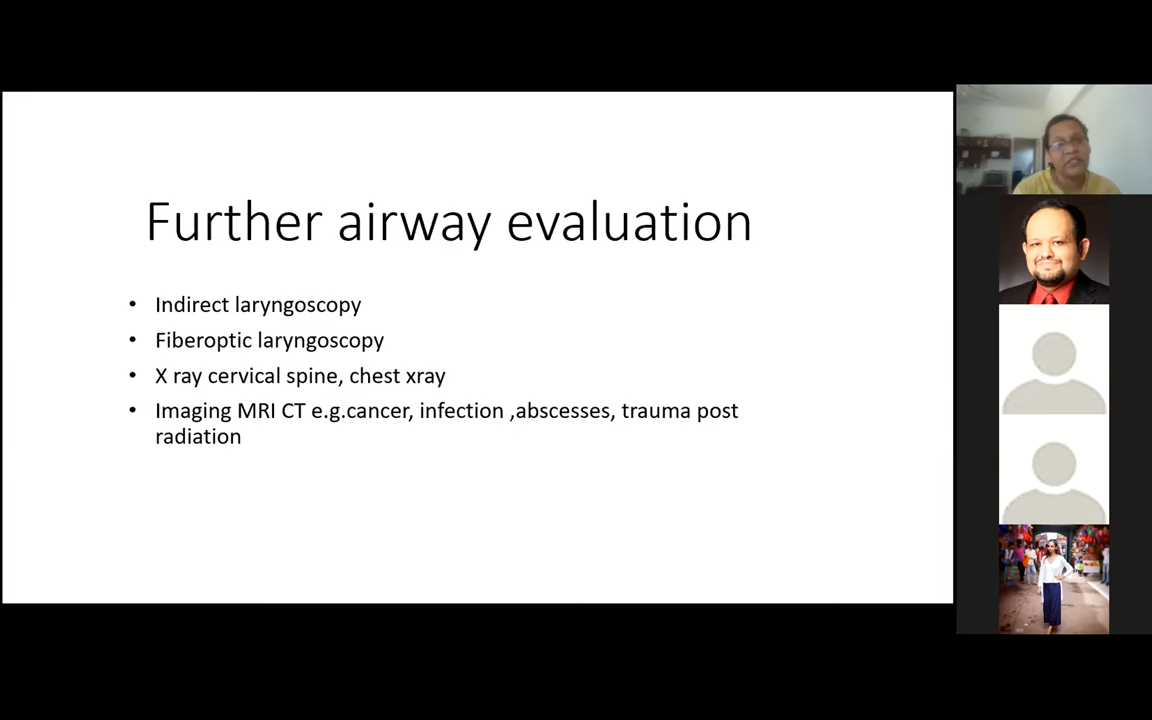 Further airway evaluation
• Indirect laryngoscopy
• Fiberoptic laryngoscopy
• X ray cervical spine, chest xray
• Imaging MRI CT e.g.cancer, infection ,abscesses, trauma post
radiation